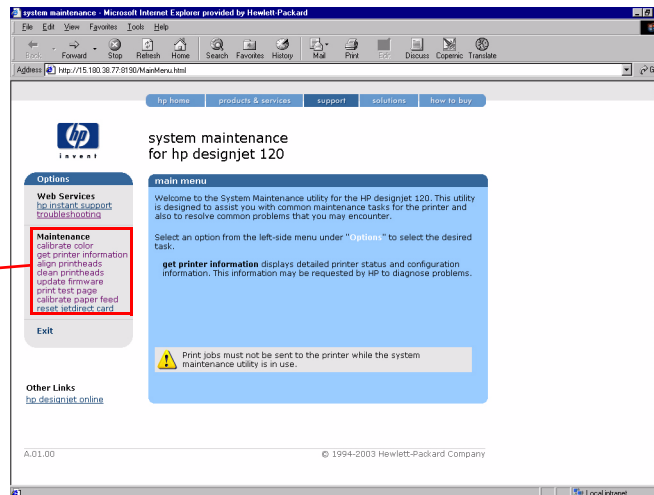 system maintenance - Microsoft Internet Explorer provided by Hewlett-Packard
File Edit View Favorites Tools Help
Back Forward Stop Refresh Home Search Favorites History Mail Print Edit Discuss Copernic Translate
Address http://15.180.38.77:8190/MainMenu.html G
hp home products & services support solutions how to buy
hp
invent
system maintenance
for hp designjet 120
Options
Web Services
hp instant support
troubleshooting
Maintenance
calibrate color
get printer information
align printheads
clean printheads
update firmware
print test page
calibrate paper feed
reset jetdirect card
Exit
Other Links
hp designjet online
main menu
Welcome to the System Maintenance utility for the HP designjet 120. This utility
is designed to assist you with common maintenance tasks for the printer and
also to resolve common problems that you may encounter.
Select an option from the left-side menu under "Options" to select the desired
task.
get printer information displays detailed printer status and configuration
information. This information may be requested by HP to diagnose problems.
Print jobs must not be sent to the printer while the system
maintenance utility is in use.
A.01.00
© 1994-2003 Hewlett-Packard Company
Local intranet